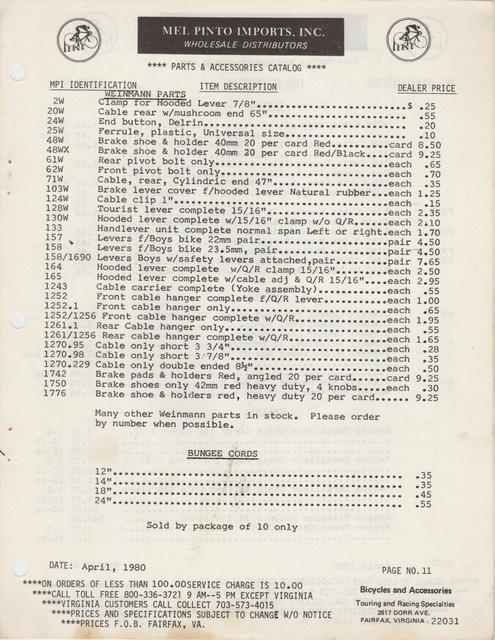 MEL PINTO IMPORTS, INC.
WHOLESALE DISTRIBUTORS
**** PARTS & ACCESSORIES CATALOG ****
MPI IDENTIFICATION ITEM DESCRIPTION DEALER PRICE
WEINMANN PARTS
2W Clamp for Hooded Lever 7/8"........$ .25
20W Cable rear w/mushroom end 65"........ .55
24W End button, Delrin........ .20
25W Ferrule, plastic, Universal size........ .10
48W Brake shoe & holder 40mm 20 per card Red.....card 8.50
48WX Brake shoe & holder 40mm 20 per card Red/Black....card 9.25
61W Rear pivot bolt only........each .65
62W Front pivot bolt only........each .70
71W Cable, rear, Cylindric end 47"........each .35
103W Brake lever cover f/hooded lever Natural rubber...each 1.25
124W Cable clip 1"........each .15
128W Tourist lever complete 15/16"........each 2.35
130W Hooded lever complete w/15/16" clamp w/o Q/R.....each 2.10
133 Handlever unit complete normal span Left or right.each 1.70
157 Levers f/Boys bike 22mm pair........pair 4.50
158 Levers f/Boys bike 23.5mm, pair........pair 4.50
158/1690 Levers Boys w/safety levers attached,pair........pair 7.65
164 Hooded lever complete w/Q/R clamp 15/16"........each 2.50
165 Hooded lever complete w/cable adj & Q/R 15/16"....each 2.95
1243 Cable carrier complete (Yoke assembly)........each .55
1252 Front cable hanger complete f/Q/R lever........each 1.00
1252.1 Front cable hanger only........each .65
1252/1256 Front cable hanger complete w/Q/R........each 1.95
1261.1 Rear Cable hanger only........each .55
1261/1256 Rear cable hanger complete w/Q/R........each 1.65
1270.95 Cable only short 3 3/4"........each .28
1270.98 Cable only short 3 7/8"........each .35
1270.229 Cable only double ended 8½"........each .50
1742 Brake pads & holders Red, angled 20 per card.....card 9.25
1750 Brake shoes only 42mm red heavy duty, 4 knobs....each .30
1776 Brake shoe & holders red, heavy duty 20 per card...... 9.25
Many other Weinmann parts in stock. Please order
by number when possible.
BUNGEE CORDS
12"........ .35
14"........ .35
18"........ .45
24"........ .55
Sold by package of 10 only
DATE: April, 1980 PAGE NO.11
****ON ORDERS OF LESS THAN 100.00SERVICE CHARGE IS 10.00
****CALL TOLL FREE 800-336-3721 9 AM--5 PM EXCEPT VIRGINIA
****VIRGINIA CUSTOMERS CALL COLLECT 703-573-4015
****PRICES AND SPECIFICATIONS SUBJECT TO CHANGE W/O NOTICE
****PRICES F.O.B. FAIRFAX, VA.
Bicycles and Accessories
Touring and Racing Specialties
2817 DORR AVE.
FAIRFAX, VIRGINIA . 22031